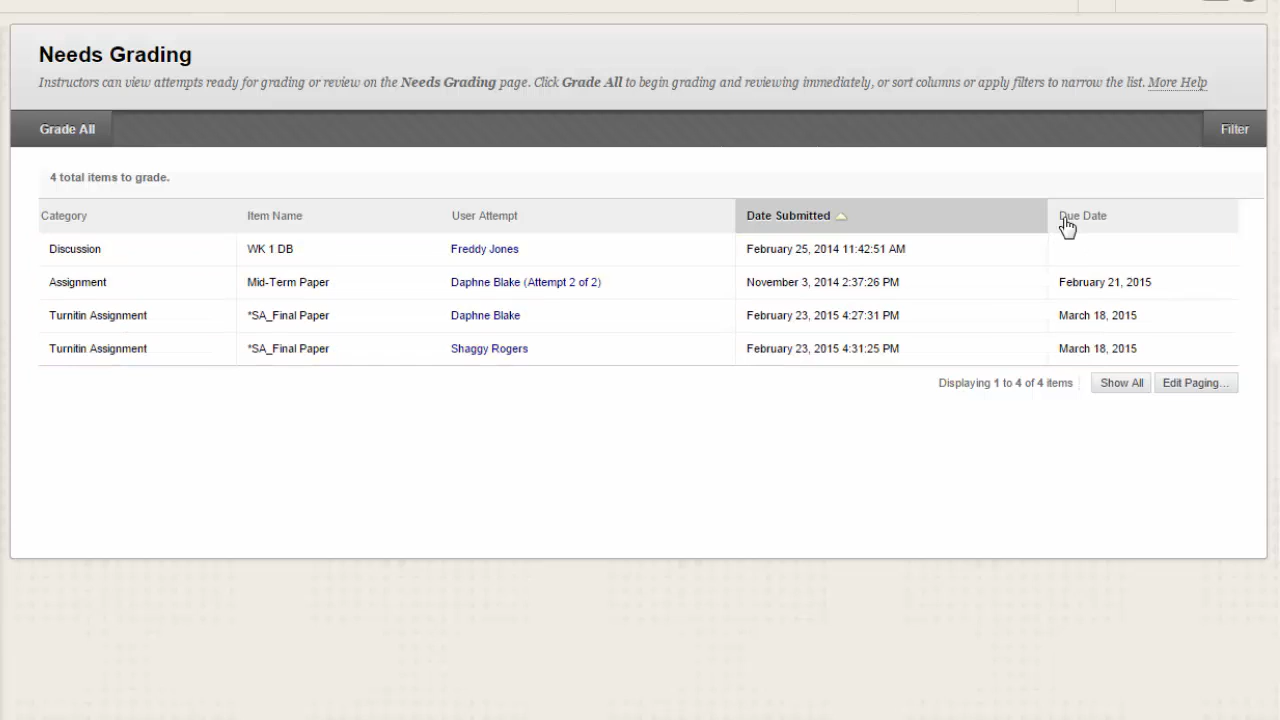 Needs Grading
Instructors can view attempts ready for grading or review on the Needs Grading page. Click Grade All to begin grading and reviewing immediately, or sort columns or apply filters to narrow the list. More Help
Grade All Filter
4 total items to grade.
Category Item Name User Attempt Date Submitted Due Date
Discussion WK 1 DB Freddy Jones February 25, 2014 11:42:51 AM
Assignment Mid-Term Paper Daphne Blake (Attempt 2 of 2) November 3, 2014 2:37:26 PM February 21, 2015
Turnitin Assignment *SA_Final Paper Daphne Blake February 23, 2015 4:27:31 PM March 18, 2015
Turnitin Assignment *SA_Final Paper Shaggy Rogers February 23, 2015 4:31:25 PM March 18, 2015
Displaying 1 to 4 of 4 items Show All Edit Paging...